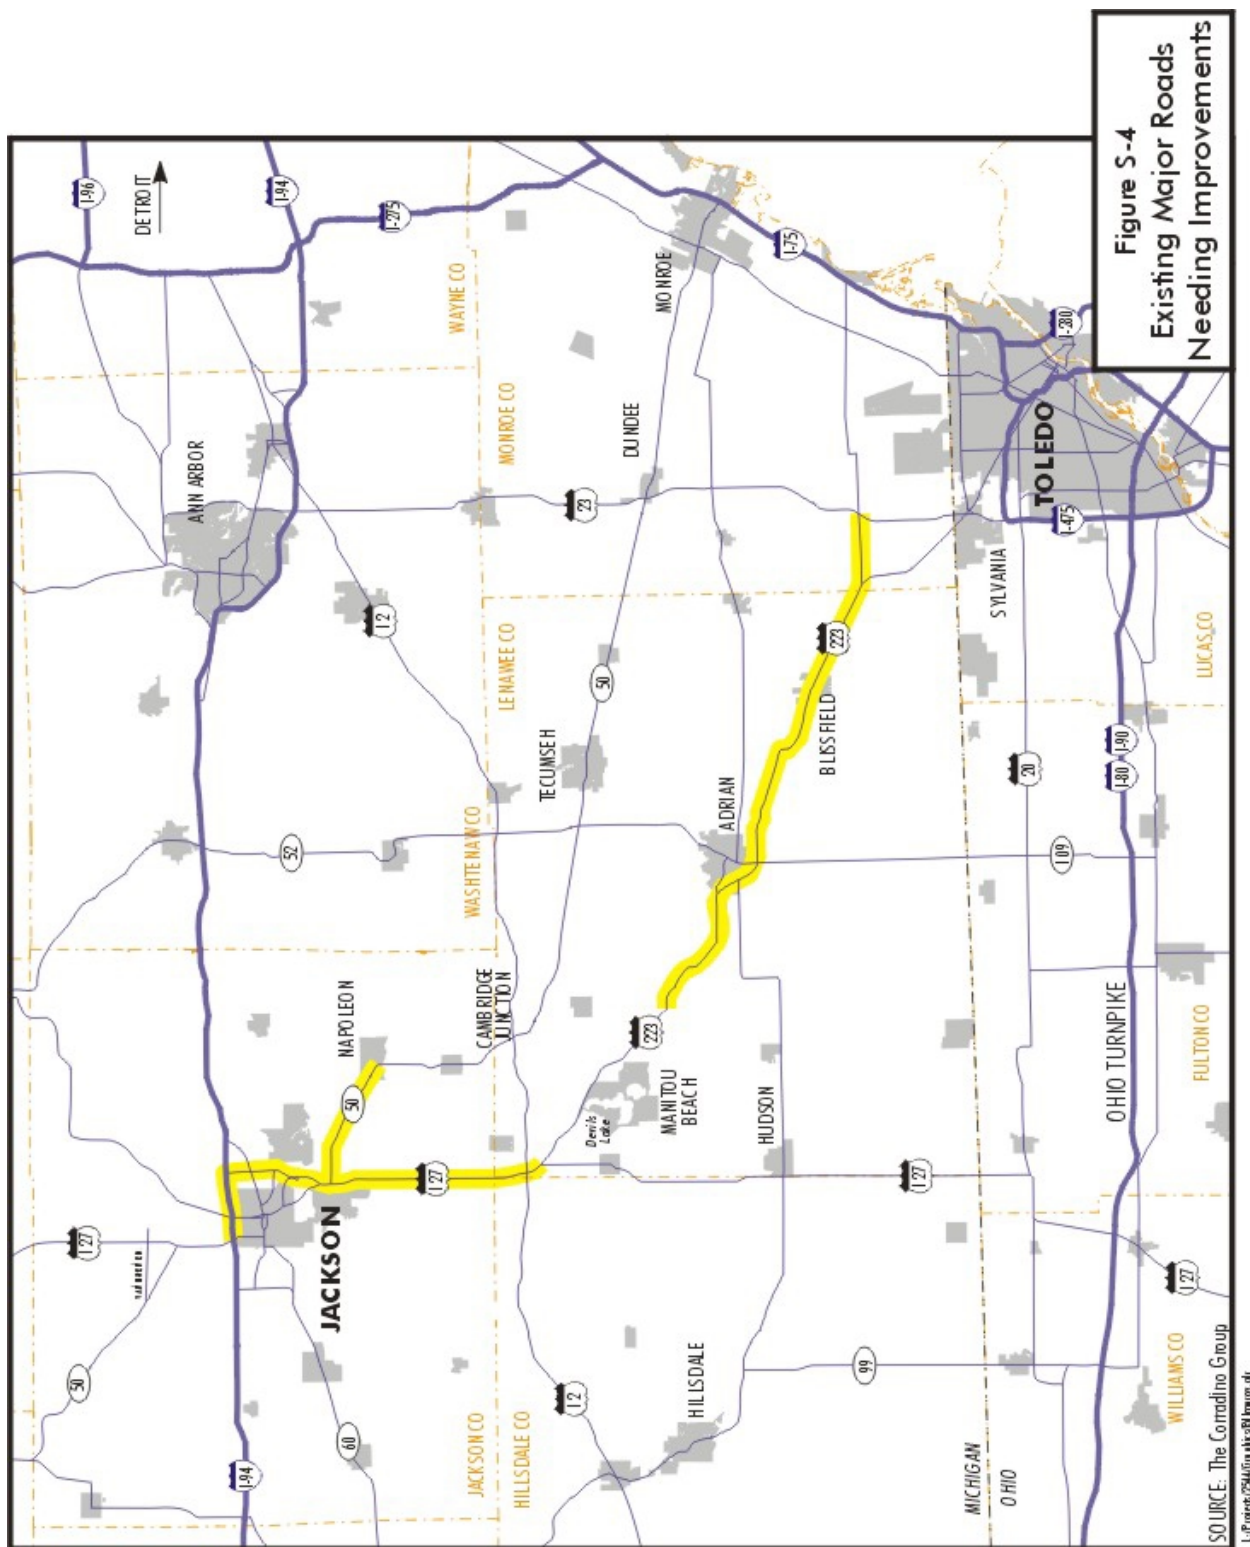 Figure S-4
Existing Major Roads
Needing Improvements
I-96
DETROIT
I-94
I-275
WAYNE CO
MONROE
I-75
I-280
ANN ARBOR
MONROE CO
DUNDEE
23
TOLEDO
I-475
12
LENAWEE CO
50
223
SYLVANIA
LUCAS CO
TECUMSEH
BLISSFIELD
ADRIAN
20
I-80
I-90
52
WASHTENAW CO
109
NAPOLEON
CAMBRIDGE
JUNCTION
223
MANITOU
BEACH
Devils
Lake
HUDSON
OHIO TURNPIKE
FULTON CO
50
127
127
127
JACKSON
127
50
60
I-94
JACKSON CO
HILLSDALE CO
12
HILLSDALE
99
MICHIGAN
OHIO
WILLIAMS CO
SOURCE: The Corradino Group